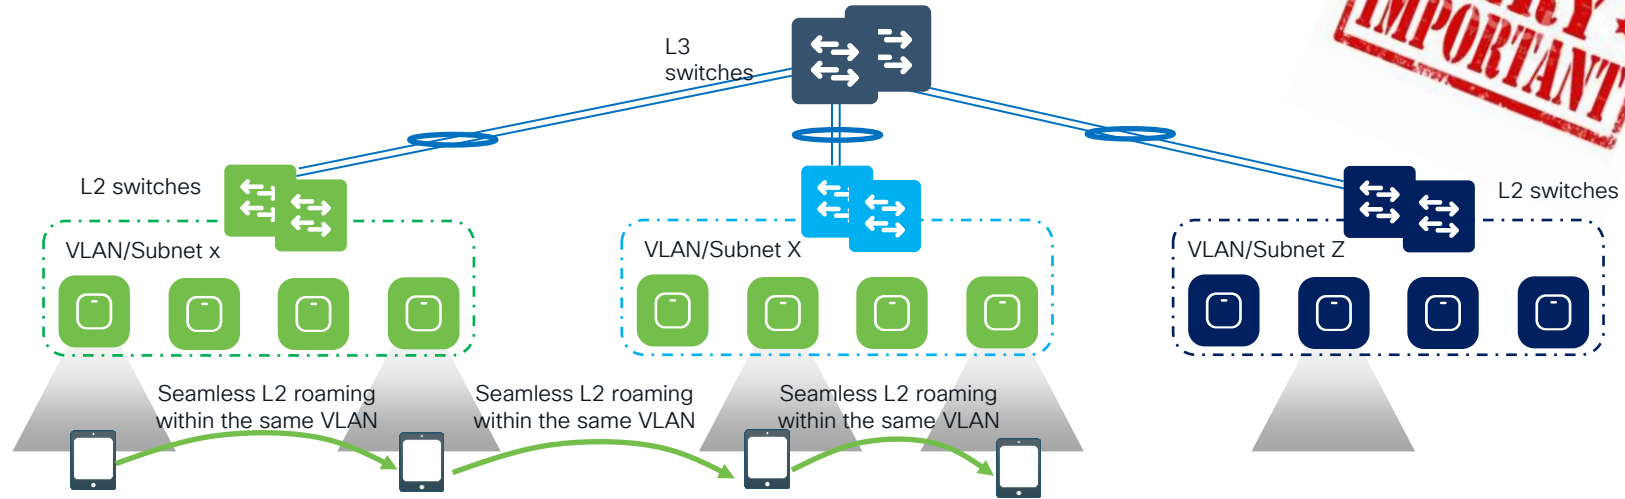 IMPORTANT
L3
switches
L2 switches
L2 switches
VLAN/Subnet x
VLAN/Subnet X
VLAN/Subnet Z
Seamless L2 roaming
within the same VLAN
Seamless L2 roaming
within the same VLAN
Seamless L2 roaming
within the same VLAN